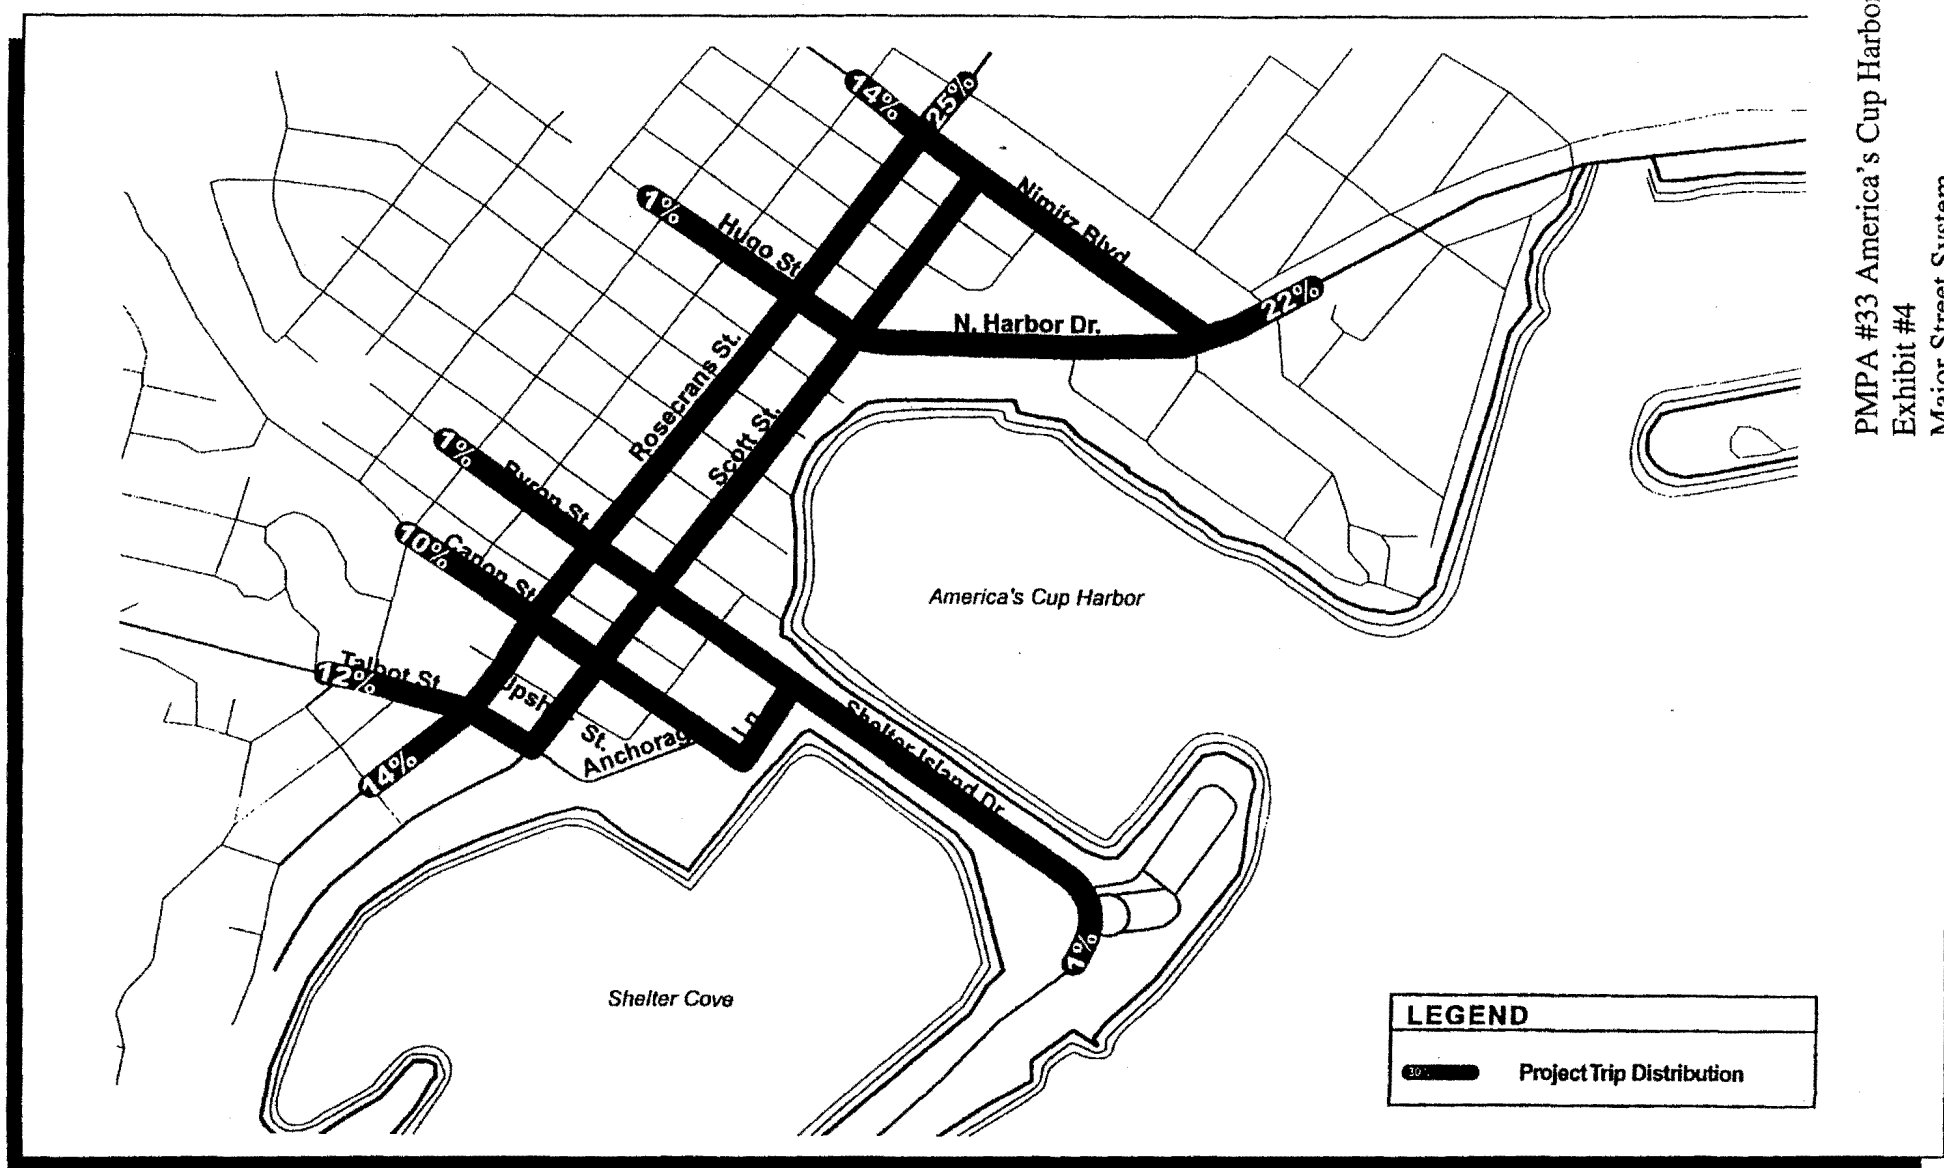 PMPA #33 America's Cup Harbor
Exhibit #4
Major Street System
14%
25%
1%
Hugo St.
Nimitz Blvd
22%
N. Harbor Dr.
Rosecrans St.
Scott St.
1%
Byron St.
10%
Canon St.
America's Cup Harbor
Talbot St.
12%
St.
Ln
14%
Shelter Island Dr.
1%
Shelter Cove
LEGEND
Project Trip Distribution